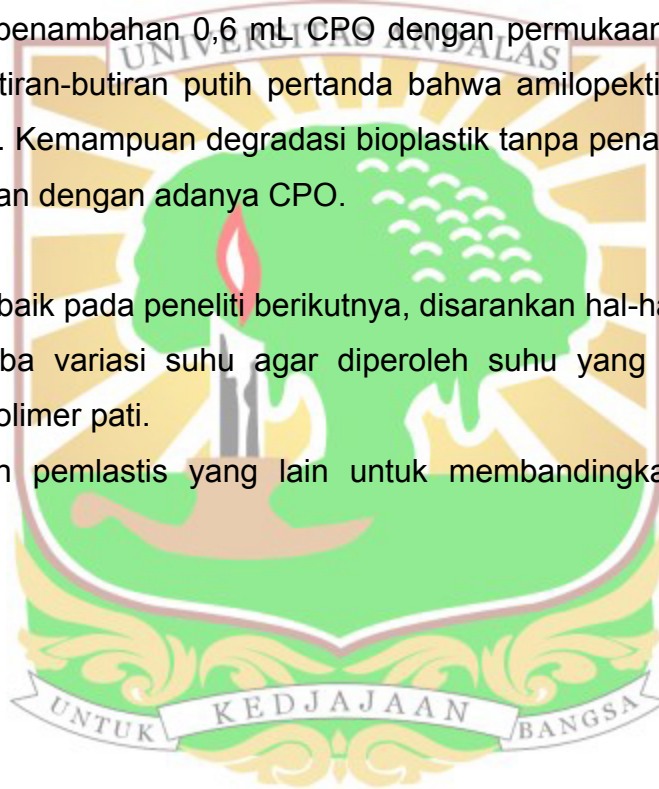 penambahan 0,6 mL CPO dengan permukaan
UNIVERSITAS ANDALAS
tiran-butiran putih pertanda bahwa amilopekti
. Kemampuan degradasi bioplastik tanpa pena
an dengan adanya CPO.
baik pada peneliti berikutnya, disarankan hal-ha
ba variasi suhu agar diperoleh suhu yang
olimer pati.
n pemlastis yang lain untuk membandingka
UNTUK KEDJAJAAN BANGSA